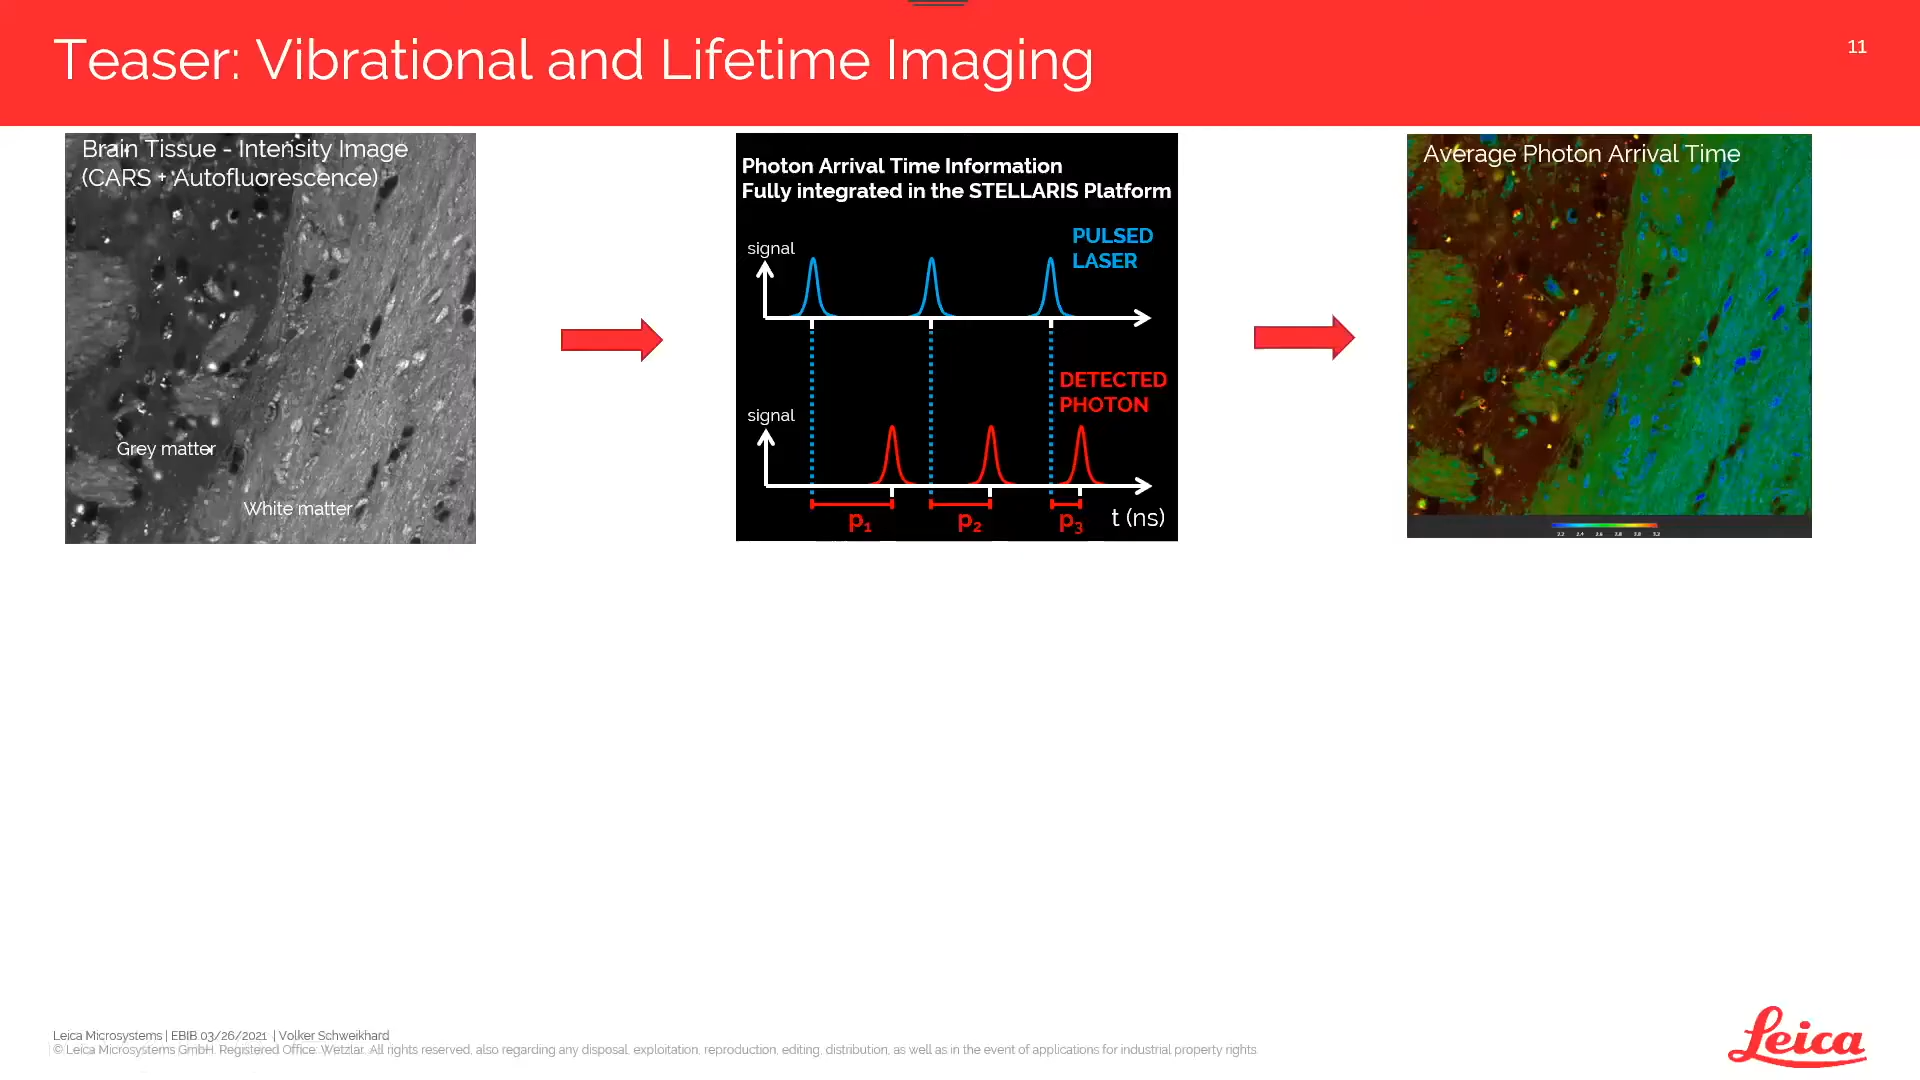 Teaser: Vibrational and Lifetime Imaging
11
Brain Tissue - Intensity Image
(CARS + Autofluorescence)
Grey matter
White matter
Photon Arrival Time Information
Fully integrated in the STELLARIS Platform
signal
PULSED
LASER
signal
DETECTED
PHOTON
p₁
p₂
p₃
t (ns)
Average Photon Arrival Time
Leica Microsystems | EBIB 03/26/2021 | Volker Schweikhard
© Leica Microsystems GmbH. Registered Office: Wetzlar. All rights reserved, also regarding any disposal, exploitation, reproduction, editing, distribution, as well as in the event of applications for industrial property rights
Leica